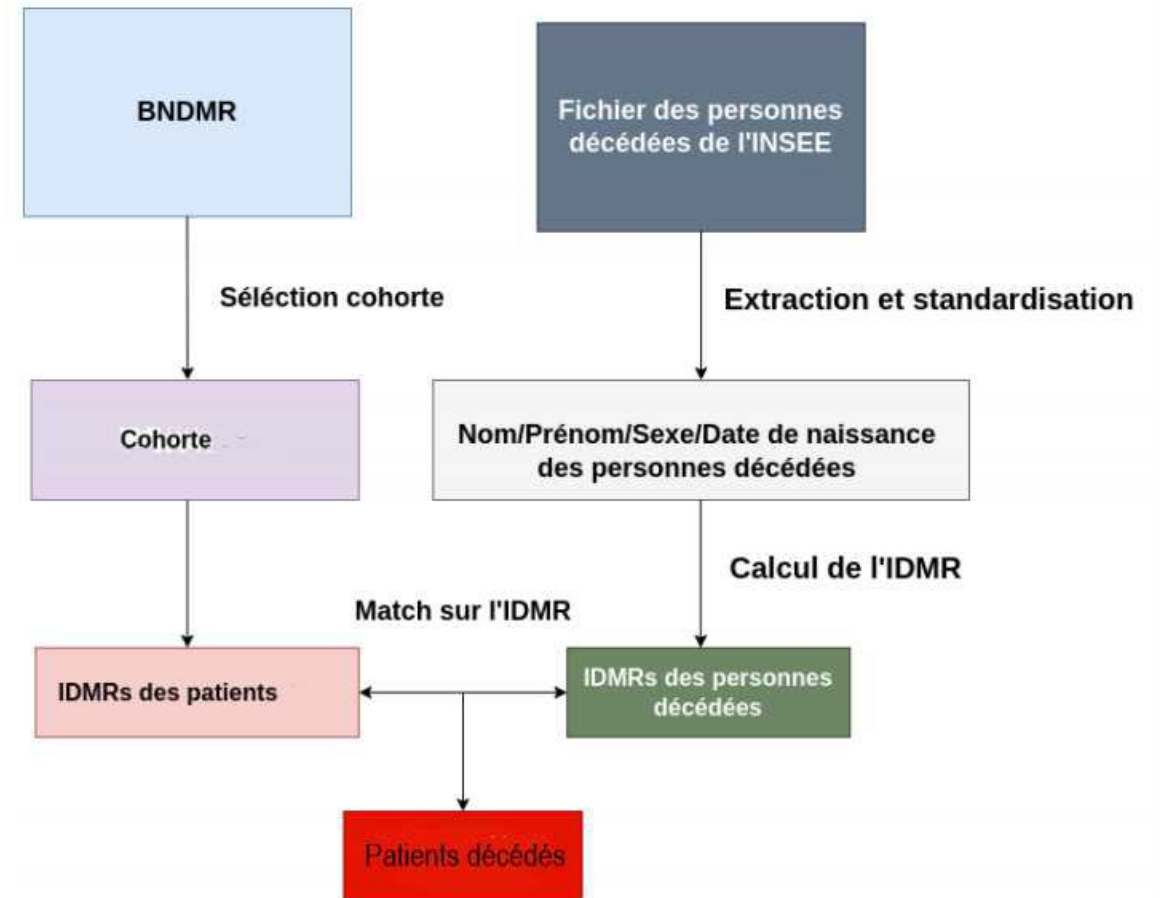 BNDMR
Fichier des personnes
décédées de l'INSEE
Séléction cohorte
Extraction et standardisation
Cohorte
Nom/Prénom/Sexe/Date de naissance
des personnes décédées
Calcul de l'IDMR
Match sur l'IDMR
IDMRs des patients
IDMRs des personnes
décédées
Patients décédés